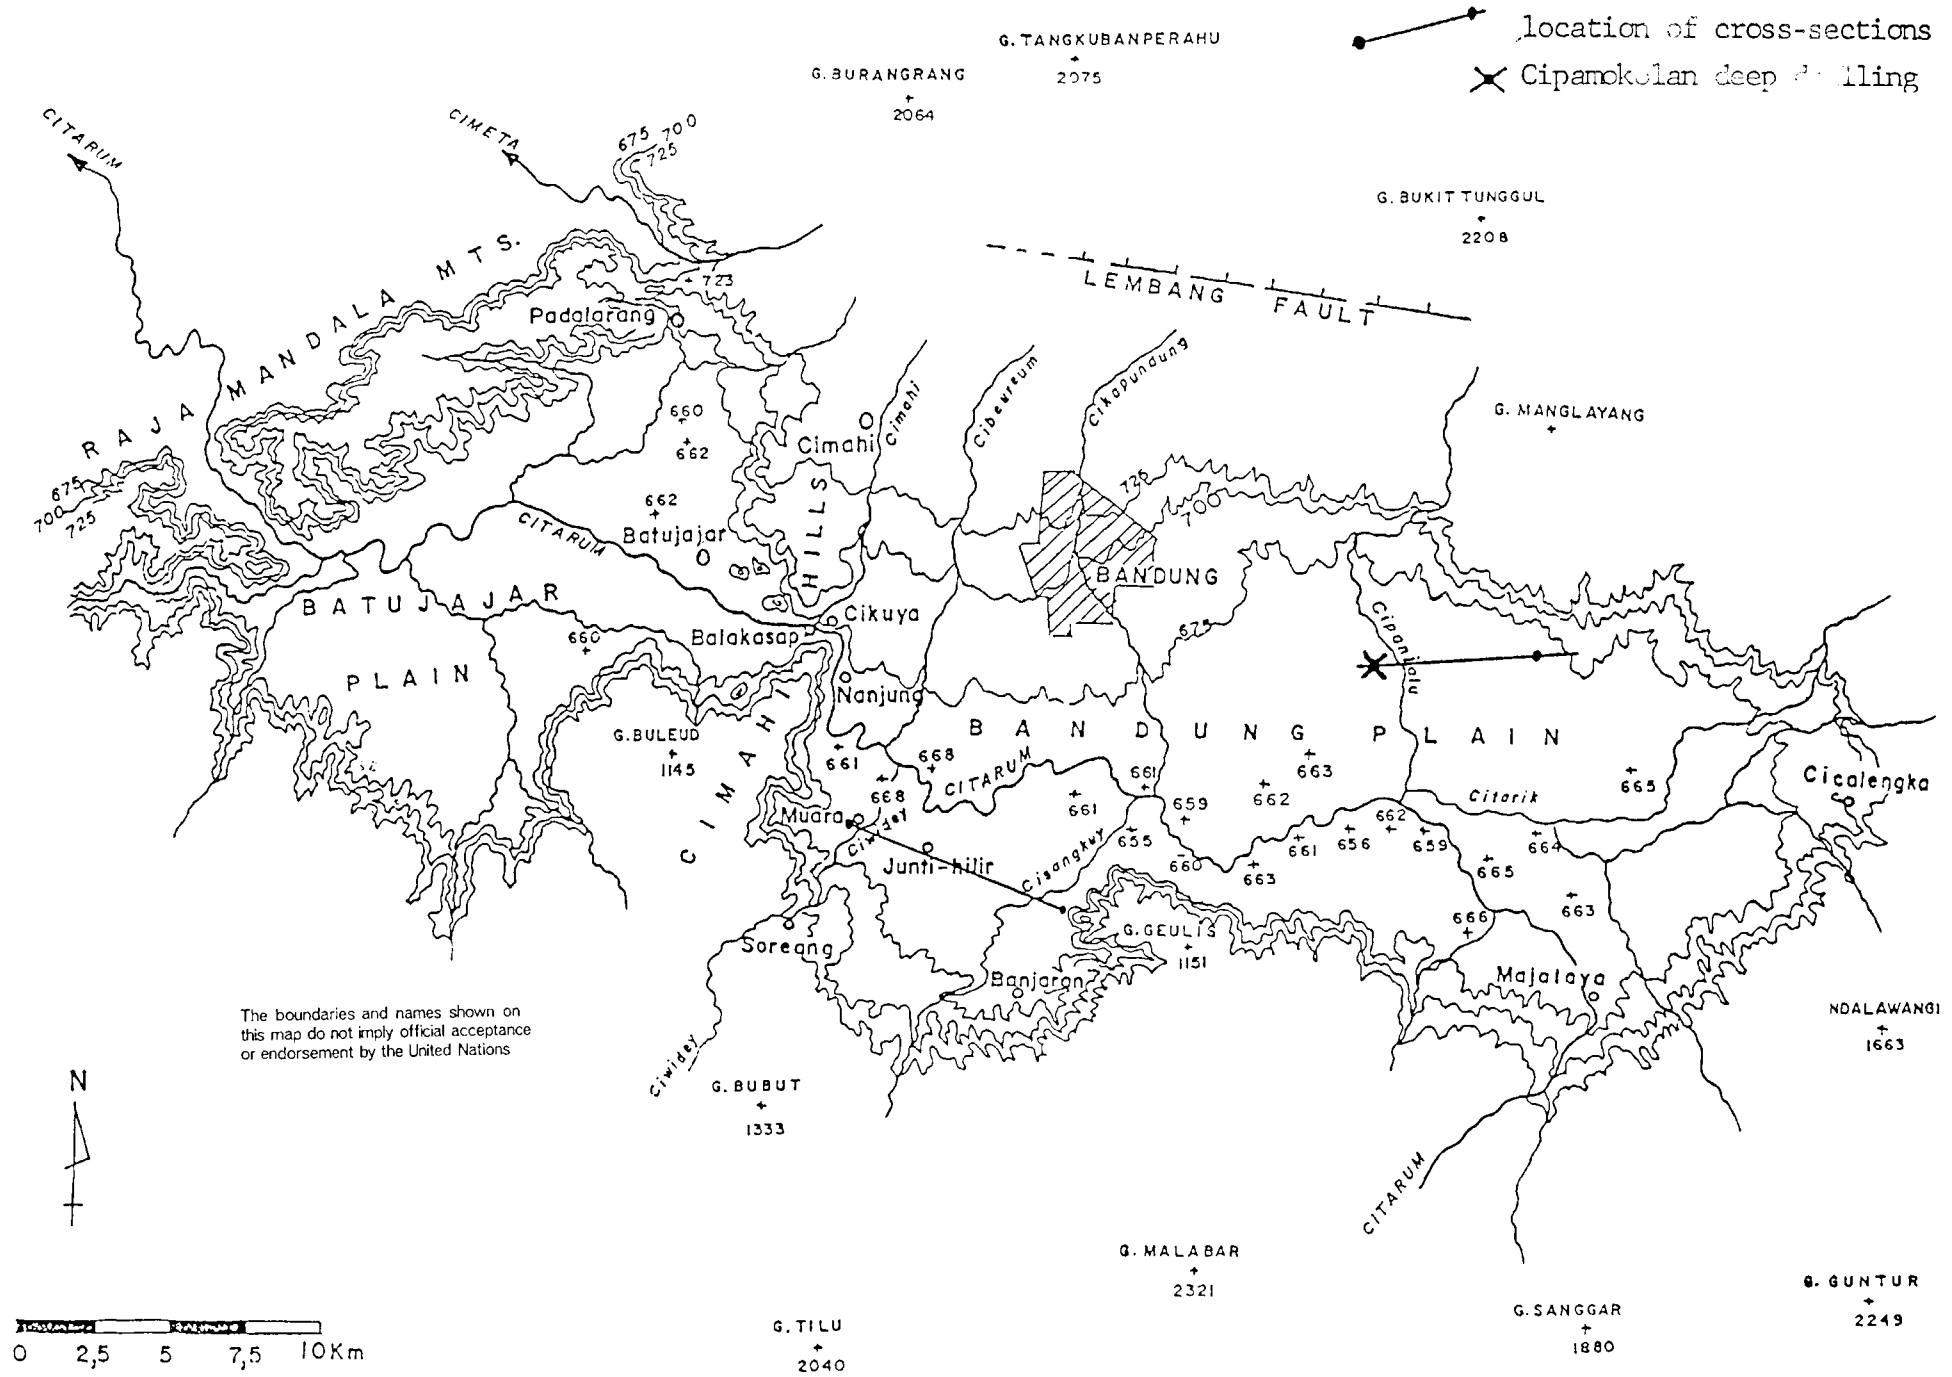 location of cross-sections
Cipamokolan deep drilling
G. TANGKUBANPERAHU
2075
G. BURANGRANG
2064
CITARUM
CIMETA
675 700
725
G. BUKIT TUNGGUL
2208
RAJA MANDALA MTS.
723
LEMBANG FAULT
Padalarang
Cimahi
Cibeureum
Cikapundung
G. MANGLAYANG
660
662
Cimahi
675
700
725
726
700
662
Batujajar
CITARUM
HILLS
BANDUNG
BATUJAJAR
Cikuya
Balakasap
660
675
Cipanjalu
PLAIN
Nanjung
BANDUNG PLAIN
G. BULEUD
1145
661
668
CITARUM
661
663
665
Cicalengka
668
661
659
662
Citarik
CIMAHI
Muara
Ciwidey
Junti-hilir
Cisangkuy
655
660
663
661
656
662
659
664
665
663
666
Soreang
G. GEULIS
1151
Banjaran
Majalaya
The boundaries and names shown on
this map do not imply official acceptance
or endorsement by the United Nations
NDALAWANGI
1663
N
Ciwidey
G. BUBUT
1333
CITARUM
G. MALABAR
2321
G. GUNTUR
2249
G. SANGGAR
1880
G. TILU
2040
0 2,5 5 7,5 10Km